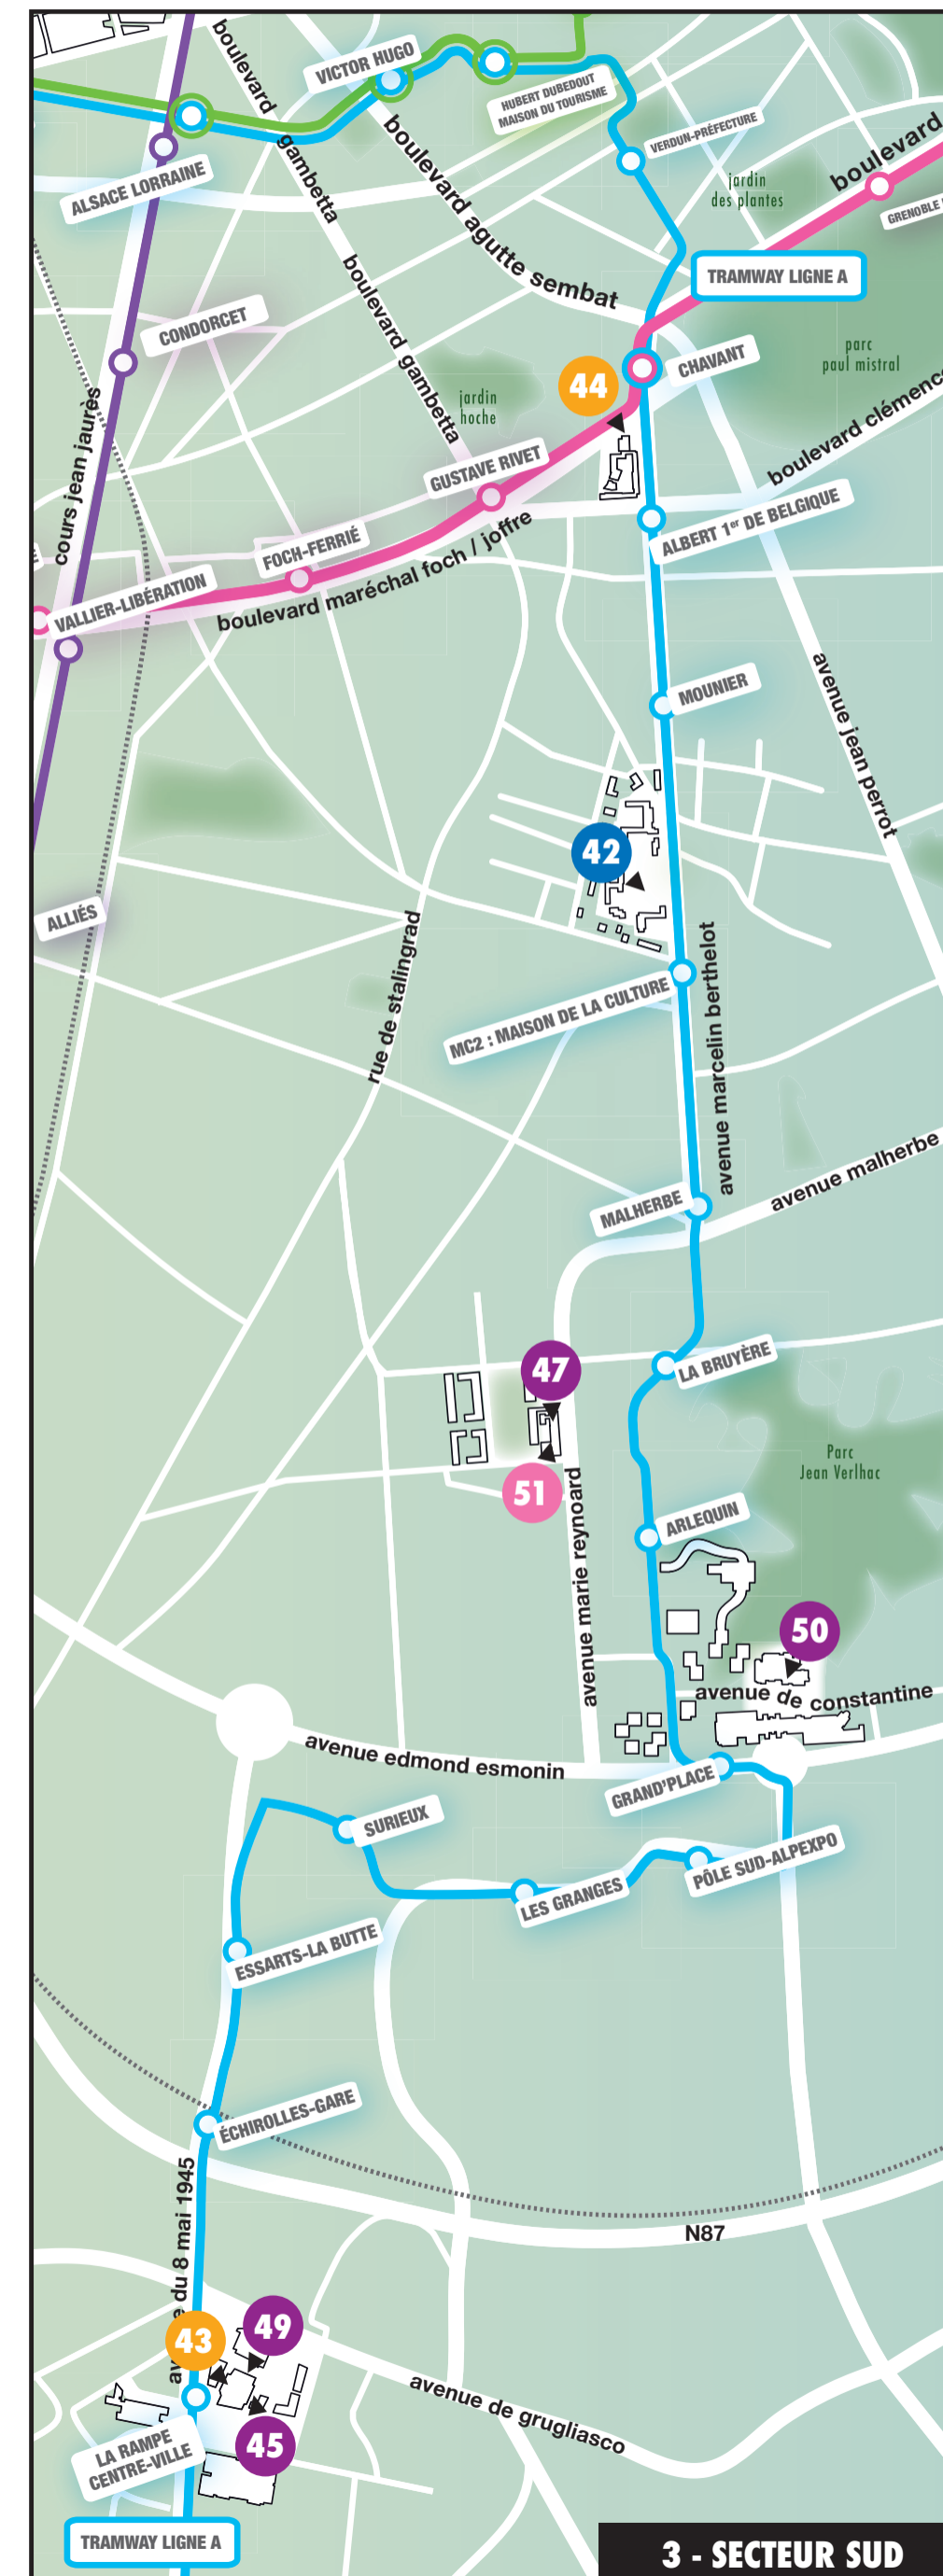 boulevard
gambetta
VICTOR HUGO
HUBERT DUBEDOUT
MAISON DU TOURISME
VERDUN-PRÉFECTURE
ALSACE LORRAINE
boulevard agutte sembat
jardin
des plantes
boulevard
GRENOBLE
TRAMWAY LIGNE A
boulevard gambetta
CONDORCET
CHAVANT
parc
paul mistral
44
jardin
hoche
boulevard clémence
cours jean jaurès
GUSTAVE RIVET
ALBERT 1er DE BELGIQUE
FOCH-FERRIÉ
boulevard maréchal foch / joffre
VALLIER-LIBÉRATION
MOUNIER
avenue jean perrot
42
ALLIÉS
rue de stalingrad
MC2 : MAISON DE LA CULTURE
avenue marcelin berthelot
avenue malherbe
MALHERBE
LA BRUYÈRE
47
Parc
Jean Verlhac
51
avenue marie reynoard
ARLEQUIN
50
avenue de constantine
avenue edmond esmonin
GRAND'PLACE
SURIEUX
PÔLE SUD-ALPEXPO
LES GRANGES
ESSARTS-LA BUTTE
ÉCHIROLLES-GARE
N87
du 8 mai 1945
43
49
avenue de grugliasco
45
LA RAMPE
CENTRE-VILLE
TRAMWAY LIGNE A
3 - SECTEUR SUD